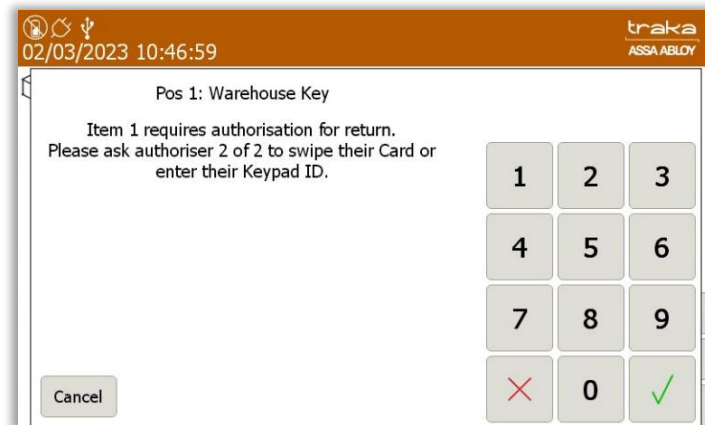 traka
02/03/2023 10:46:59
ASSA ABLOY
Pos 1: Warehouse Key
Item 1 requires authorisation for return.
Please ask authoriser 2 of 2 to swipe their Card or
enter their Keypad ID.
1 2 3
4 5 6
7 8 9
0
Cancel